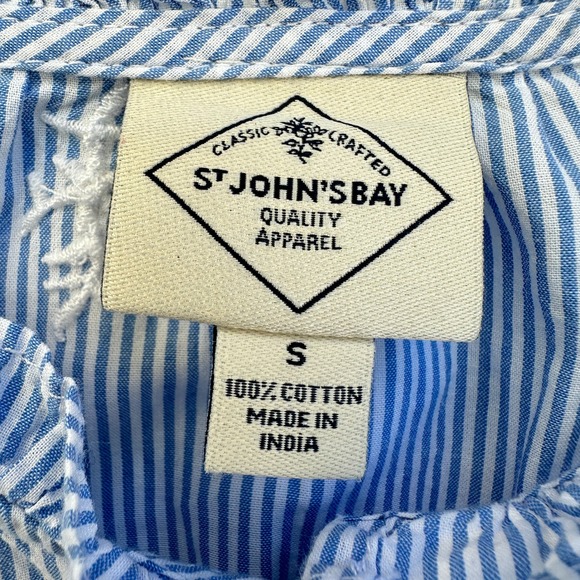 CLASSIC CRAFTED
ST JOHN'S BAY
QUALITY
APPAREL
S
100% COTTON
MADE IN
INDIA